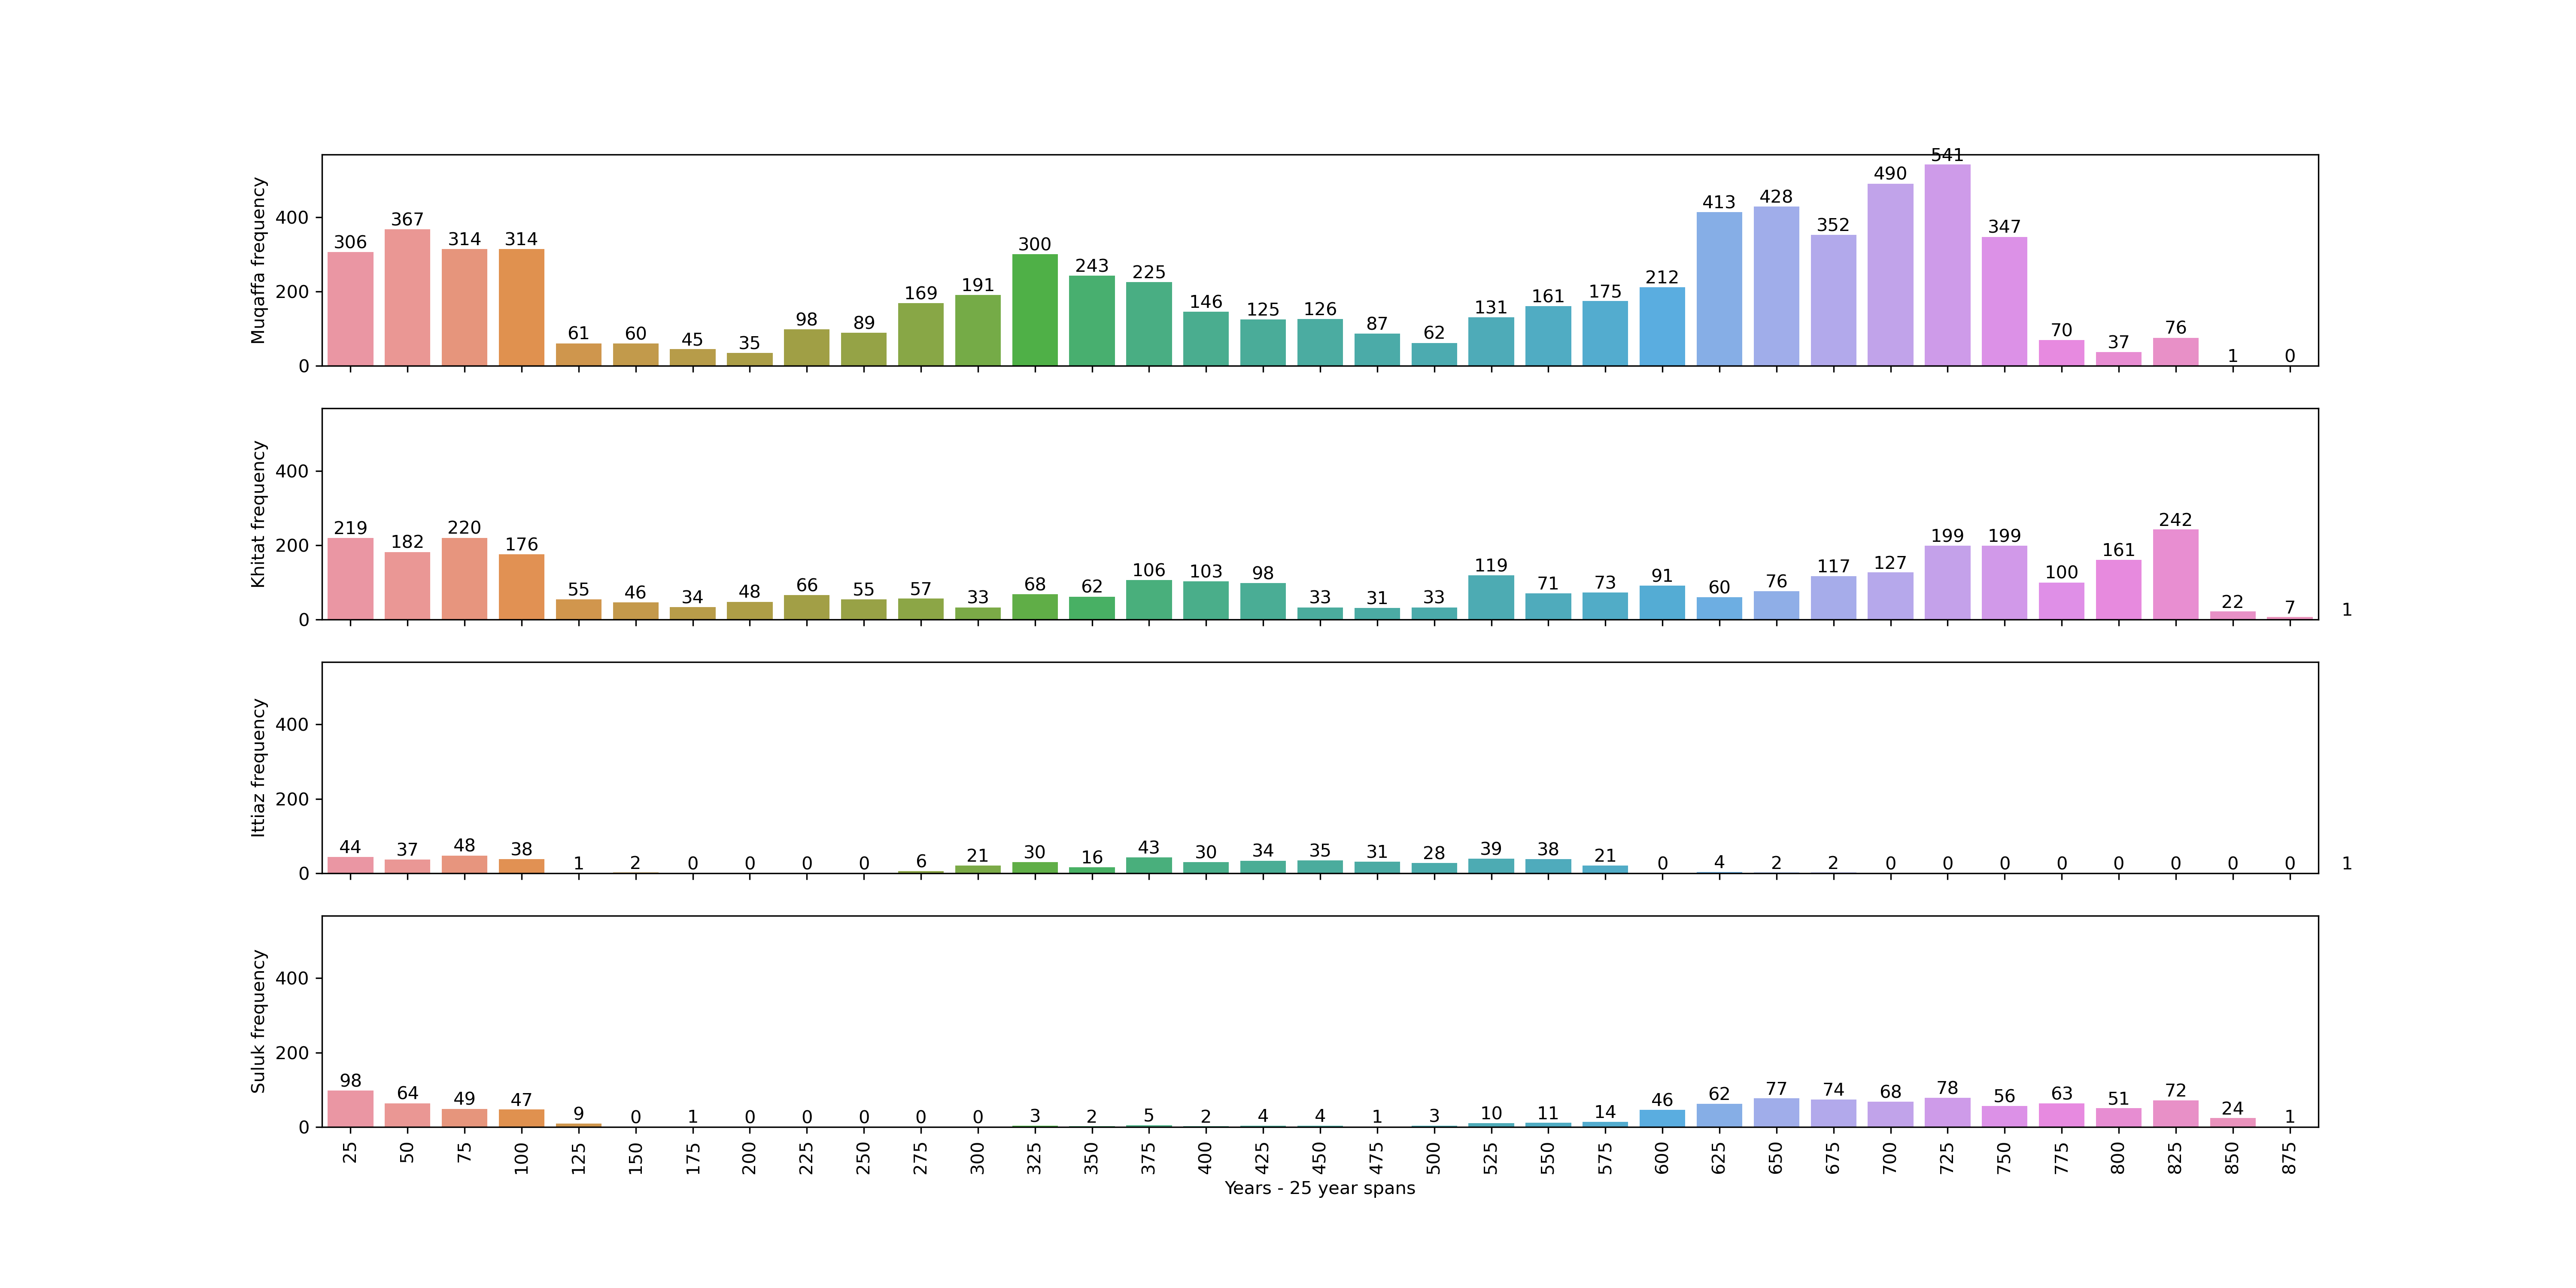 541
490
413 428
367
352 347
306 314 314
300
243 225
212
191
169 161 175
146 125 126 131
98 89 87
61 60 45 35 62 70 37 76
1 0
400
200
0
Muqaffa frequency
242
219 182 220 176
199 199
161
119 117 127
106 103 98 91 100
55 46 34 48 66 55 57 33 68 62 33 31 33 71 73 60 76
22 7 1
400
200
0
Khitat frequency
44 37 48 38 1 2 0 0 0 0 6 21 30 16 43 30 34 35 31 28 39 38 21 0 4 2 2 0 0 0 0 0 0 0 0 1
400
200
0
Ittiaz frequency
98 64 49 47 9 0 1 0 0 0 0 0 3 2 5 2 4 4 1 3 10 11 14 46 62 77 74 68 78 56 63 51 72 24 1
400
200
0
Suluk frequency
25 50 75 100 125 150 175 200 225 250 275 300 325 350 375 400 425 450 475 500 525 550 575 600 625 650 675 700 725 750 775 800 825 850 875
Years - 25 year spans